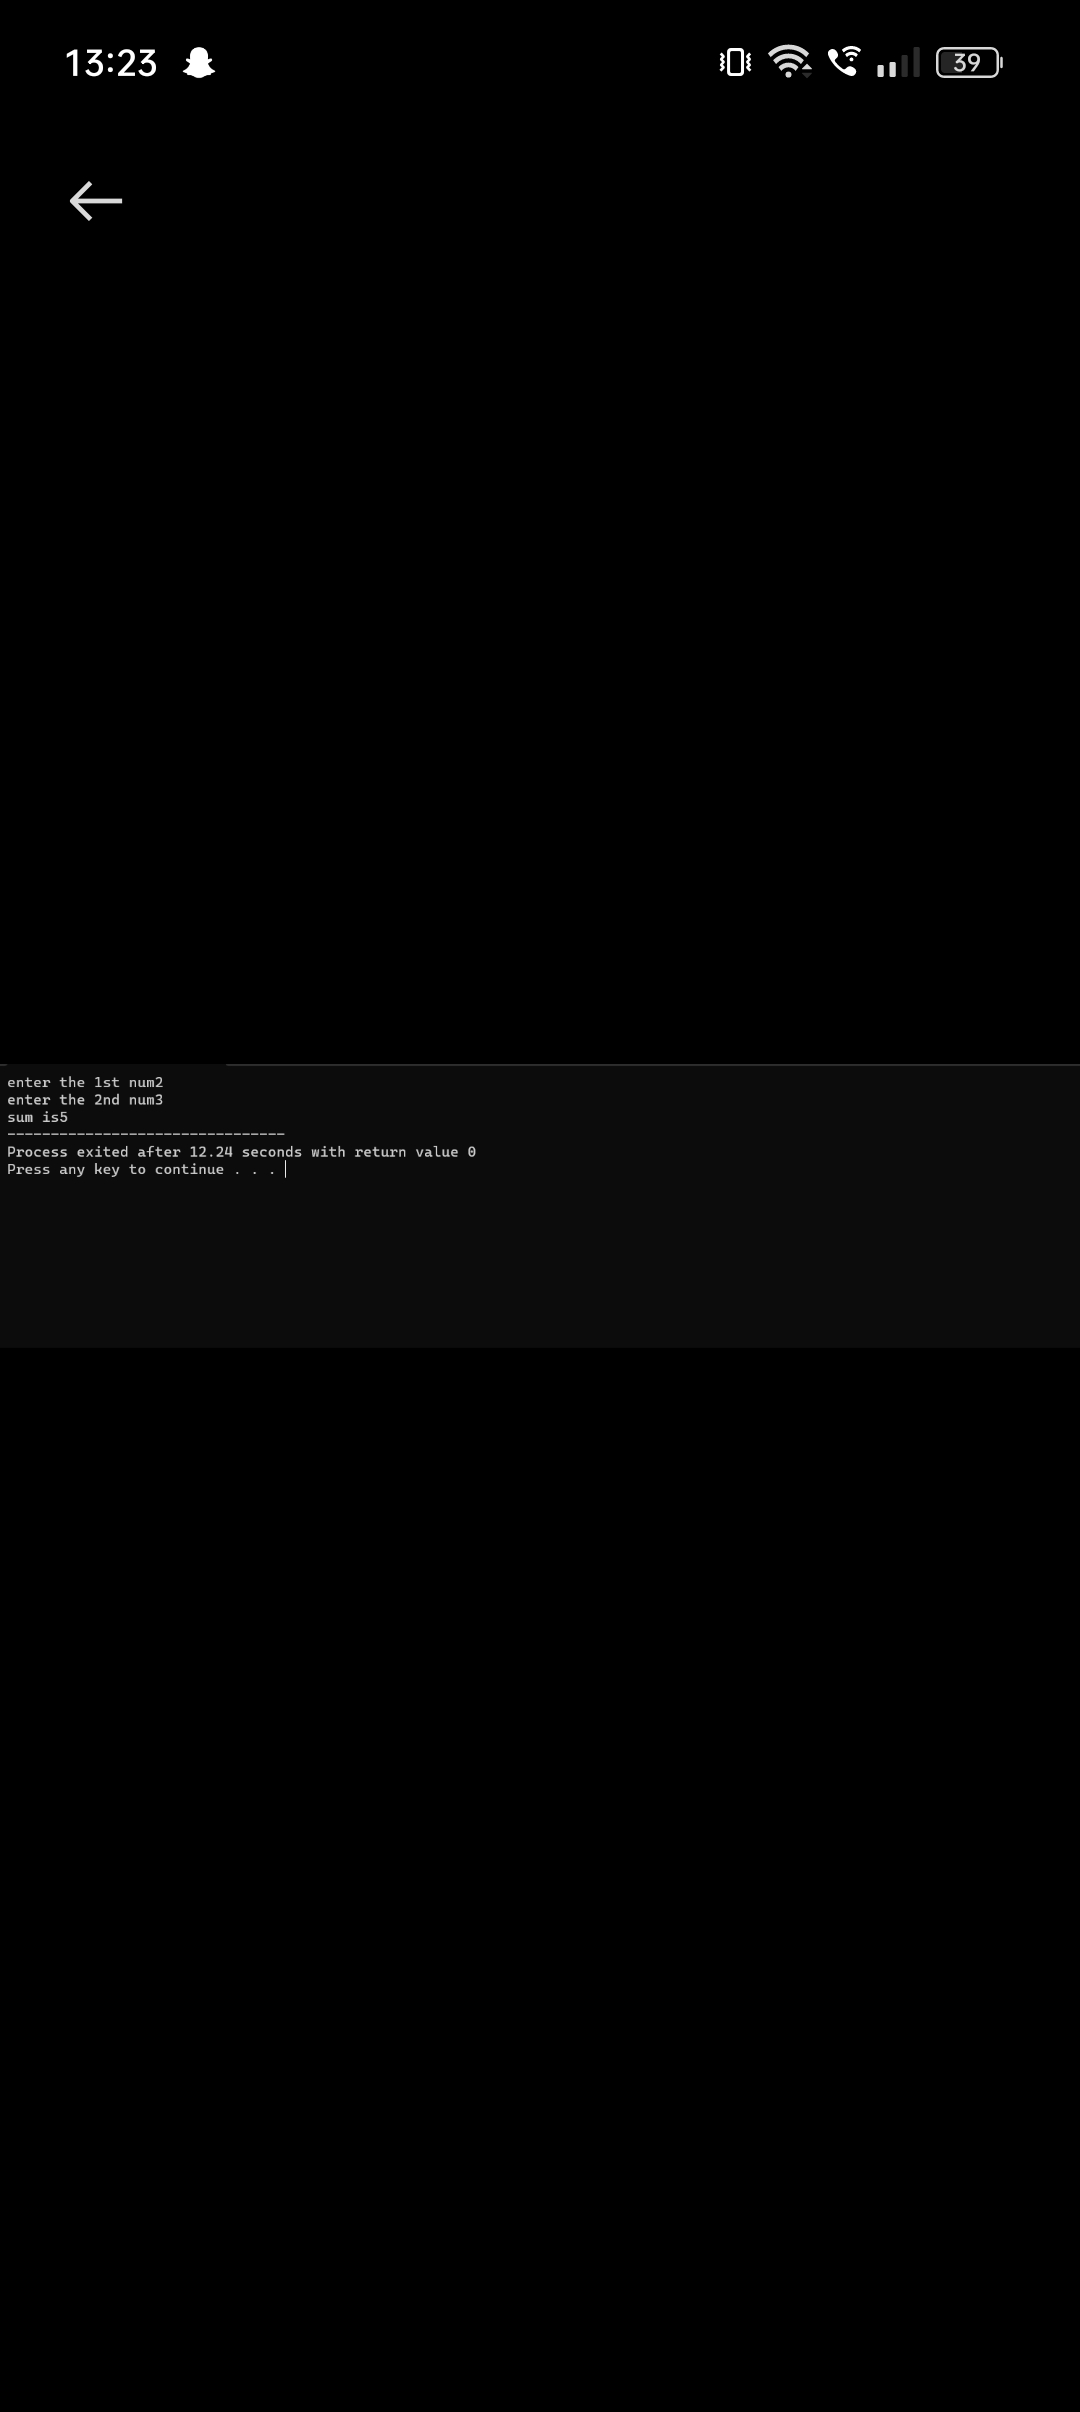 13:23
39
enter the 1st num2
enter the 2nd num3
sum is5
--------------------------------
Process exited after 12.24 seconds with return value 0
Press any key to continue . . .